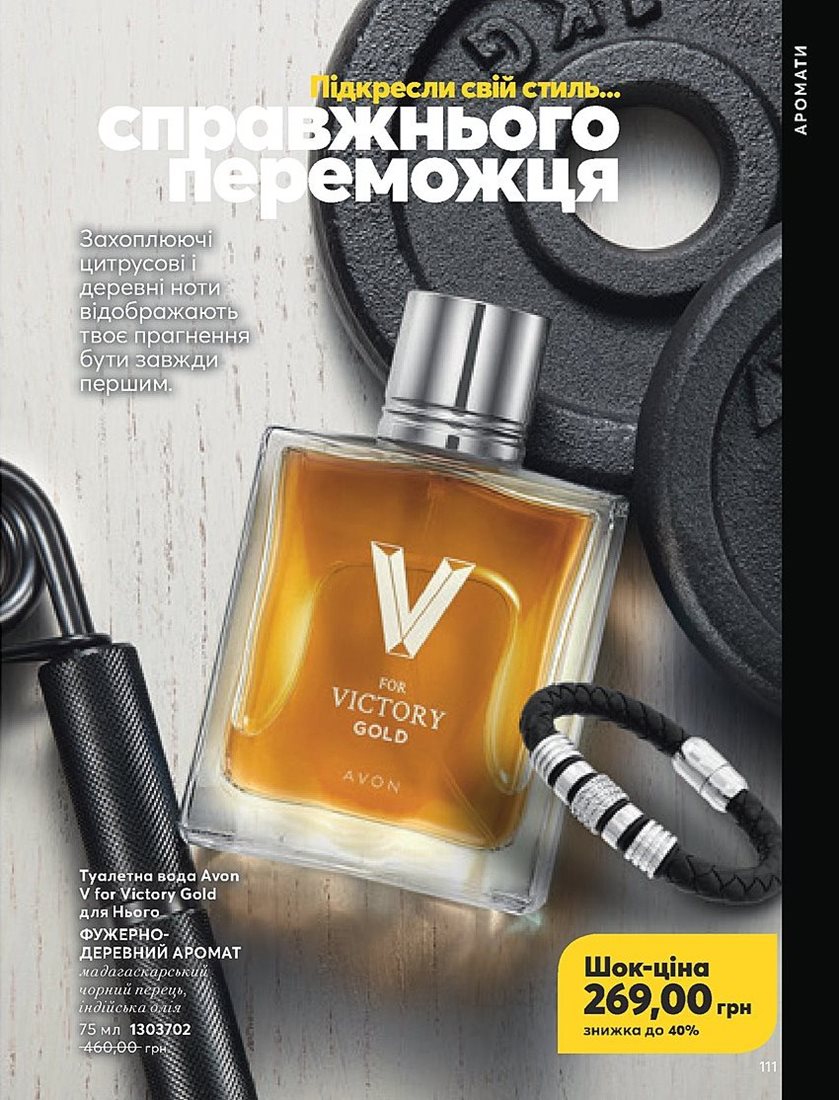 АРОМАТИ
Підкресли свій стиль...
справжнього
переможця
Захоплюючі
цитрусові і
деревні ноти
відображають
твоє прагнення
бути завжди
першим.
V
FOR
VICTORY
GOLD
AVON
Туалетна вода Avon
V for Victory Gold
для Нього
ФУЖЕРНО-
ДЕРЕВНИЙ АРОМАТ
мадагаскарський
чорний перець,
індійська олія
75 мл 1303702
460,00 грн
Шок-ціна
269,00 грн
знижка до 40%
111